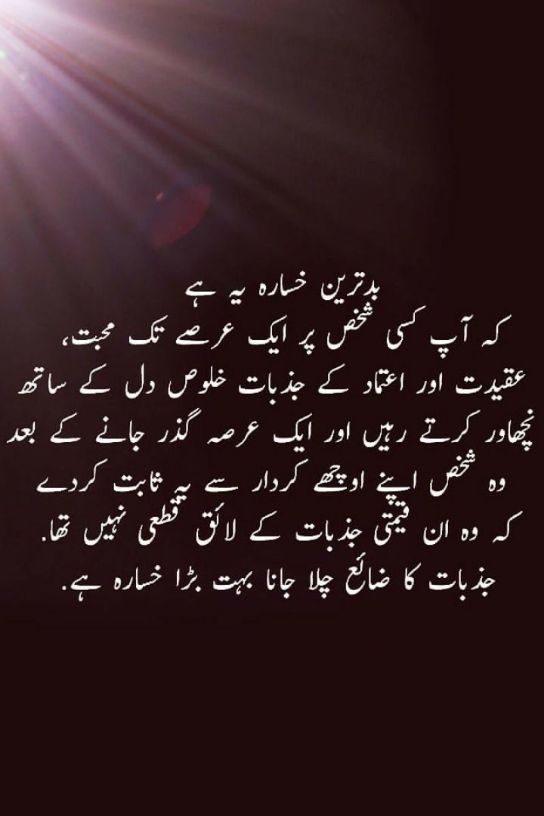 بدترین خسارہ یہ ہے
کہ آپ کسی شخص پر ایک عرصے تک محبت،
عقیدت اور اعتماد کے جذبات خلوص دل کے ساتھ
نچھاور کرتے رہیں اور ایک عرصہ گذر جانے کے بعد
وہ شخص اپنے اوچھے کردار سے یہ ثابت کردے
کہ وہ ان قیمتی جذبات کے لائق قطعی نہیں تھا.
جذبات کا ضائع چلا جانا بہت بڑا خسارہ ہے.